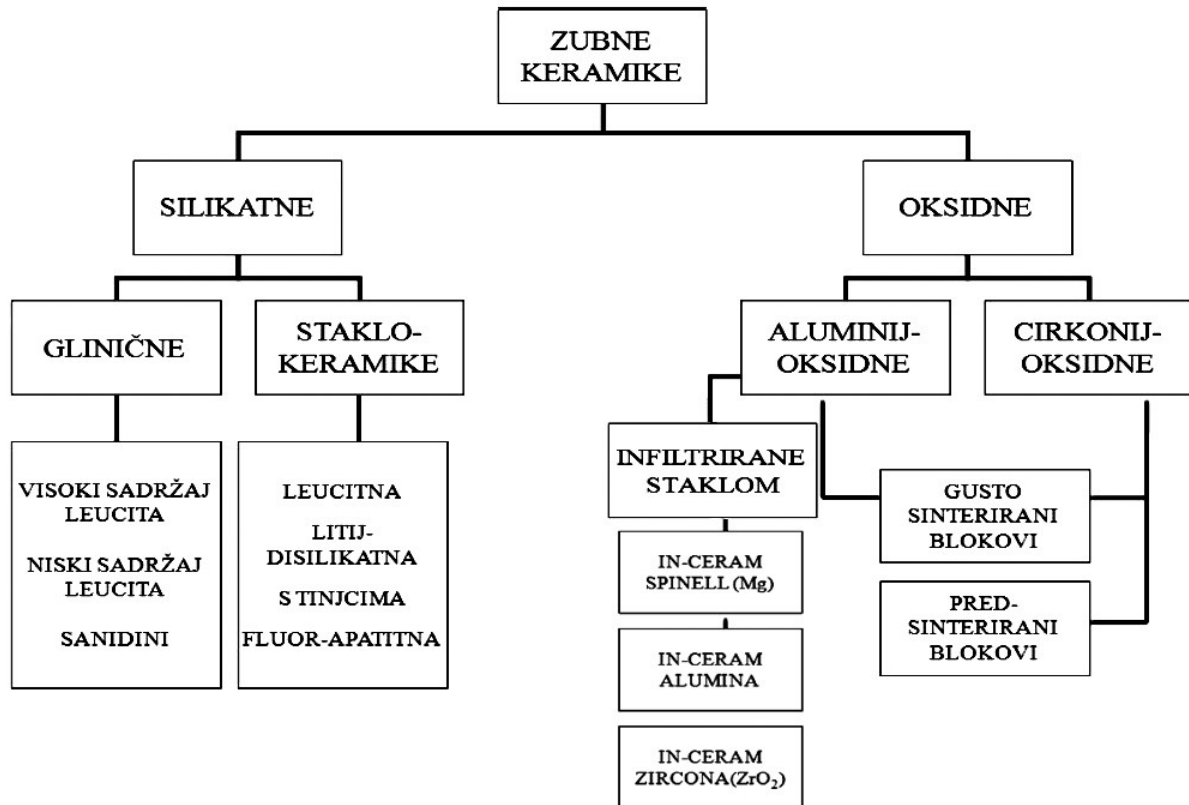 ZUBNE
KERAMIKE
SILIKATNE
OKSIDNE
GLINIČNE
STAKLO-
KERAMIKE
ALUMINIJ-
OKSIDNE
CIRKONIJ-
OKSIDNE
VISOKI SADRŽAJ
LEUCITA
NISKI SADRŽAJ
LEUCITA
SANIDINI
LEUCITNA
LITIJ-
DISILIKATNA
S TINJCIMA
FLUOR-APATITNA
INFILTRIRANE
STAKLOM
IN-CERAM
SPINELL (Mg)
IN-CERAM
ALUMINA
IN-CERAM
ZIRCONA(ZrO₂)
GUSTO
SINTERIRANI
BLOKOVI
PRED-
SINTERIRANI
BLOKOVI